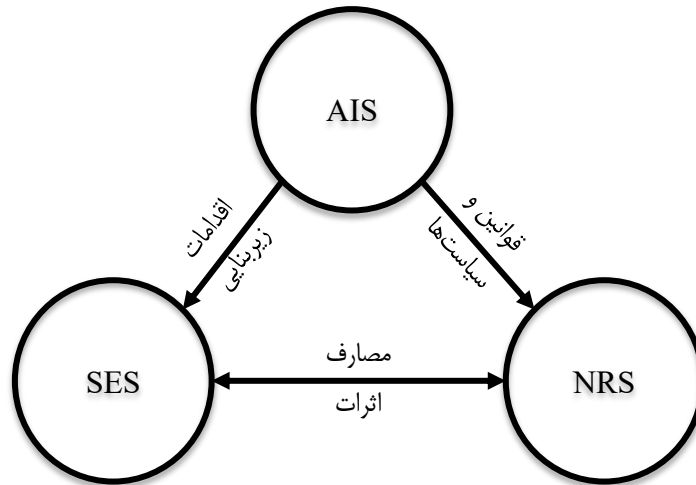 AIS
اقدامات
زیربنایی
قوانین و
سیاست‌ها
مصارف
SES
NRS
اثرات